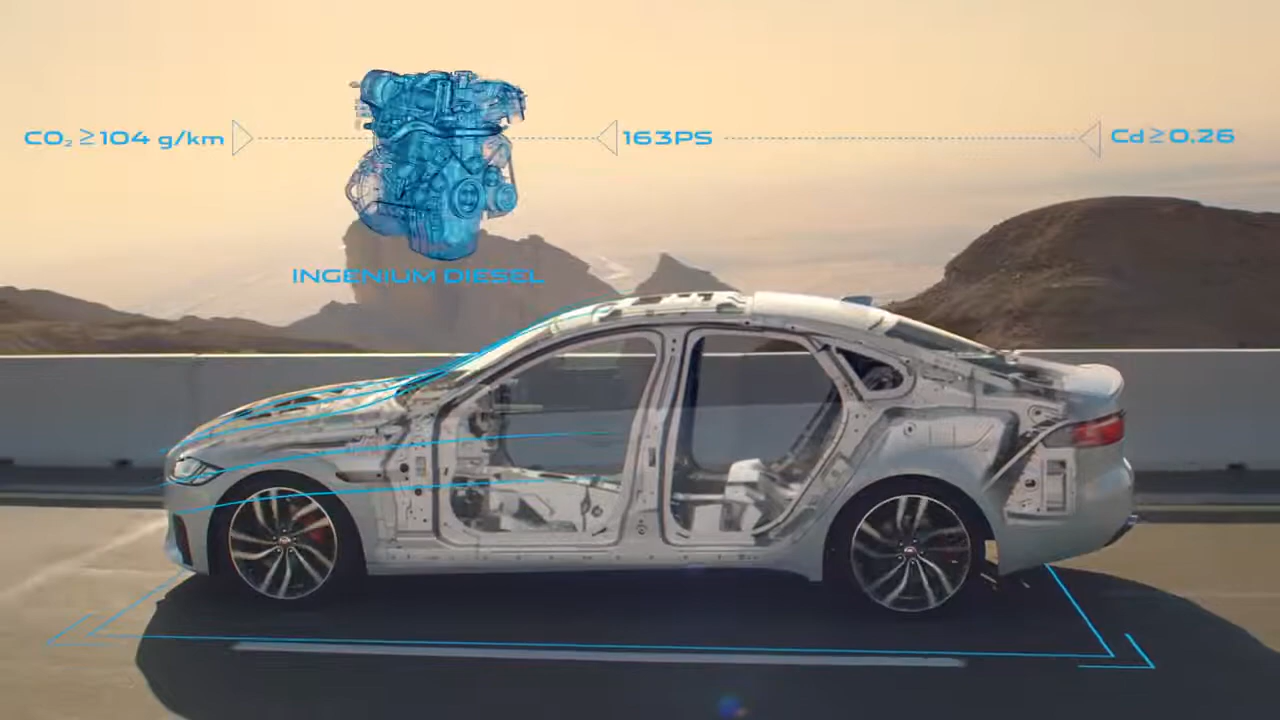 CO₂ ≥104 g/km
163PS
Cd≥0.26
INGENIUM DIESEL